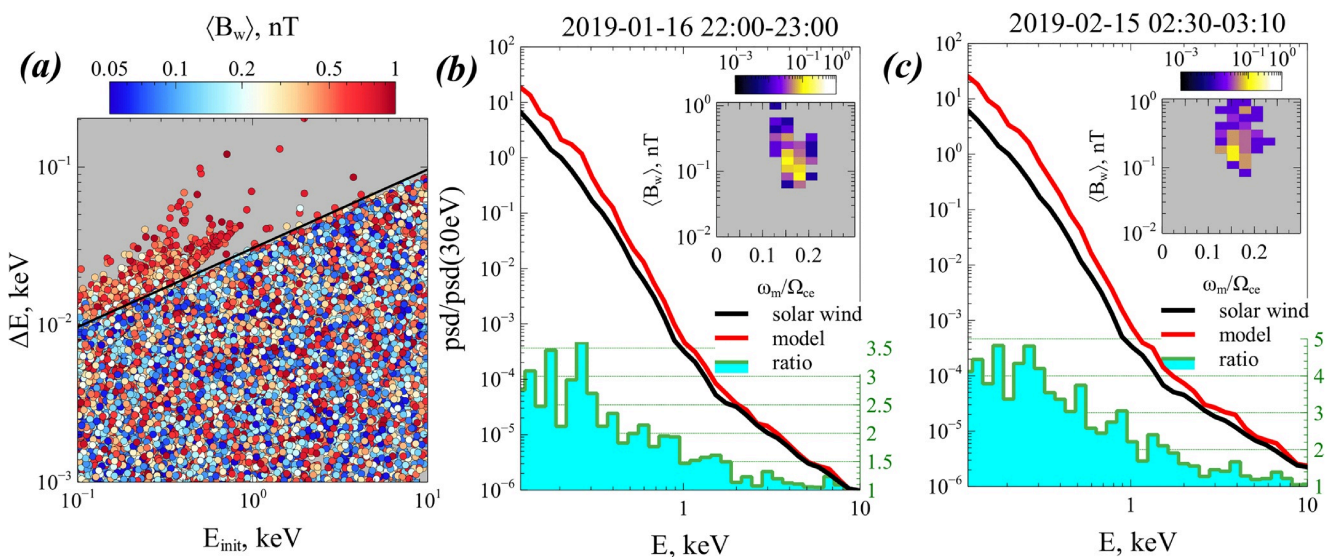 (a)
⟨B_w⟩, nT
0.05 0.1 0.2 0.5 1
ΔE, keV
10^-1
10^-2
10^-3
10^-1 10^0 10^1
E_init, keV
(b)
2019-01-16 22:00-23:00
psd/psd(30eV)
10^2
10^1
10^0
10^-1
10^-2
10^-3
10^-4
10^-5
10^-6
10^-3 10^-1 10^0
⟨B_w⟩, nT
10^0
10^-1
10^-2
0 0.1 0.2
ω_m/Ω_ce
solar wind
model
ratio
3.5
3
2.5
2
1.5
1
1 10
E, keV
(c)
2019-02-15 02:30-03:10
10^2
10^1
10^0
10^-1
10^-2
10^-3
10^-4
10^-5
10^-6
10^-3 10^-1 10^0
⟨B_w⟩, nT
10^0
10^-1
10^-2
0 0.1 0.2
ω_m/Ω_ce
solar wind
model
ratio
5
4
3
2
1
1 10
E, keV